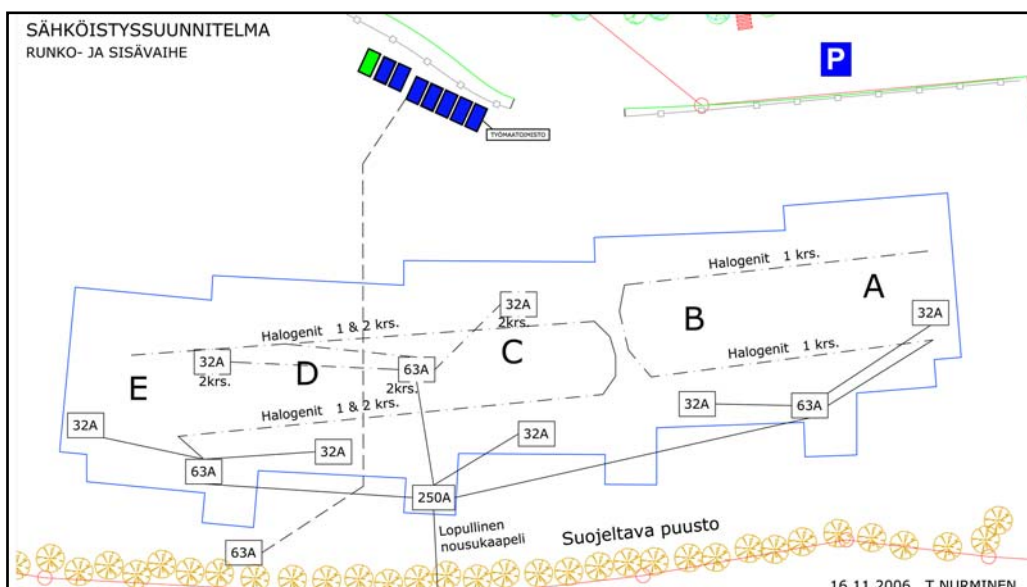 SÄHKÖISTYSSUUNNITELMA
RUNKO- JA SISÄVAIHE
P
TYÖMAATOIMISTO
Halogenit 1 krs.
A
32A
2krs.
B
32A
Halogenit 1 & 2 krs.
C
32A
2krs.
D
63A
2krs.
E
Halogenit 1 krs.
Halogenit 1 & 2 krs.
32A
63A
32A
32A
32A
63A
250A
Lopullinen
nousukaapeli
Suojeltava puusto
63A
16.11.2006 T.NURMINEN